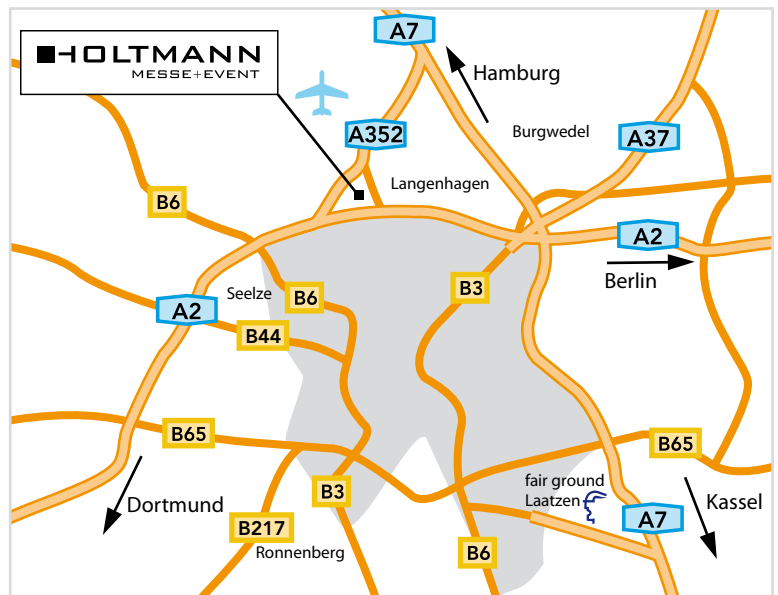 A7
HOLTMANN
MESSE+EVENT
Hamburg
A352
Burgwedel
A37
Langenhagen
B6
A2
Berlin
Seelze
B6
B3
A2
B44
B65
B65
fair ground
Laatzen
B3
Dortmund
Kassel
B217
A7
Ronnenberg
B6